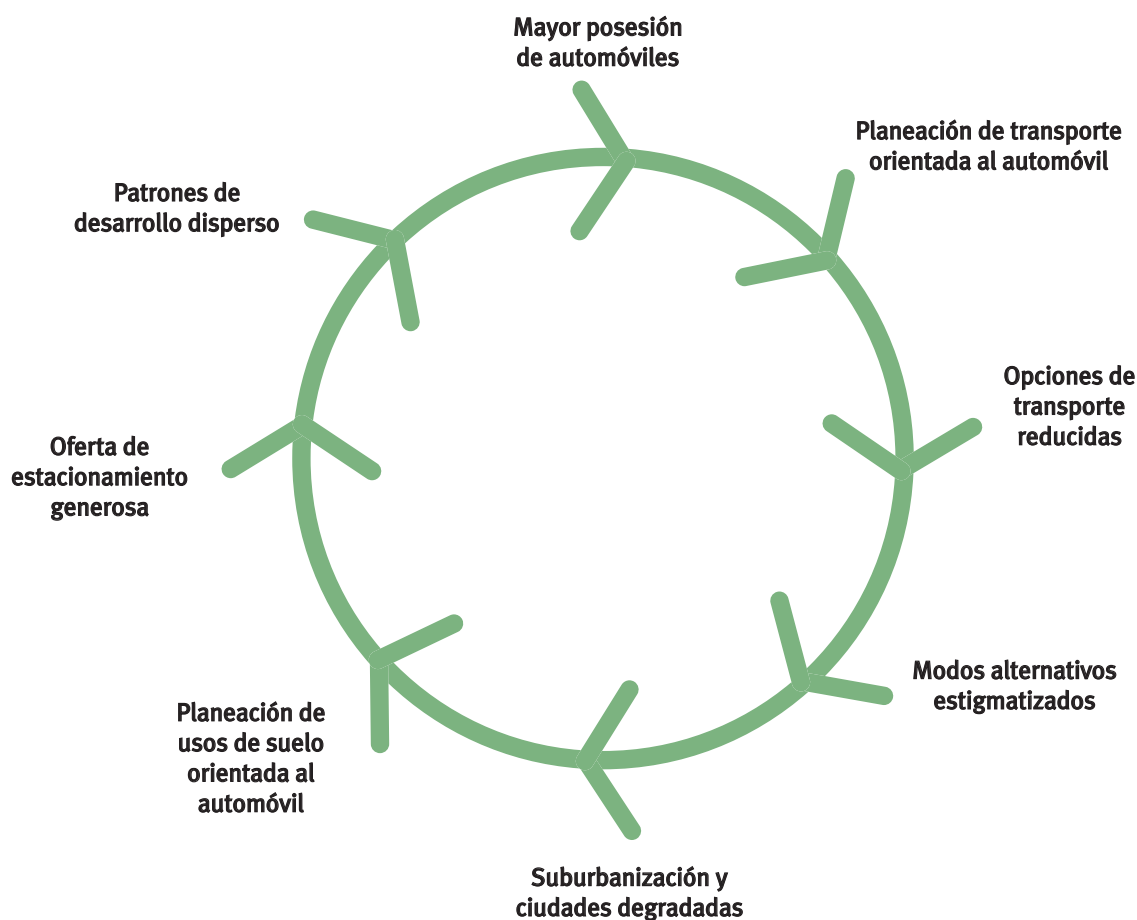 Mayor posesión
de automóviles
Planeación de transporte
orientada al automóvil
Opciones de
transporte
reducidas
Modos alternativos
estigmatizados
Suburbanización y
ciudades degradadas
Planeación de
usos de suelo
orientada al
automóvil
Oferta de
estacionamiento
generosa
Patrones de
desarrollo disperso